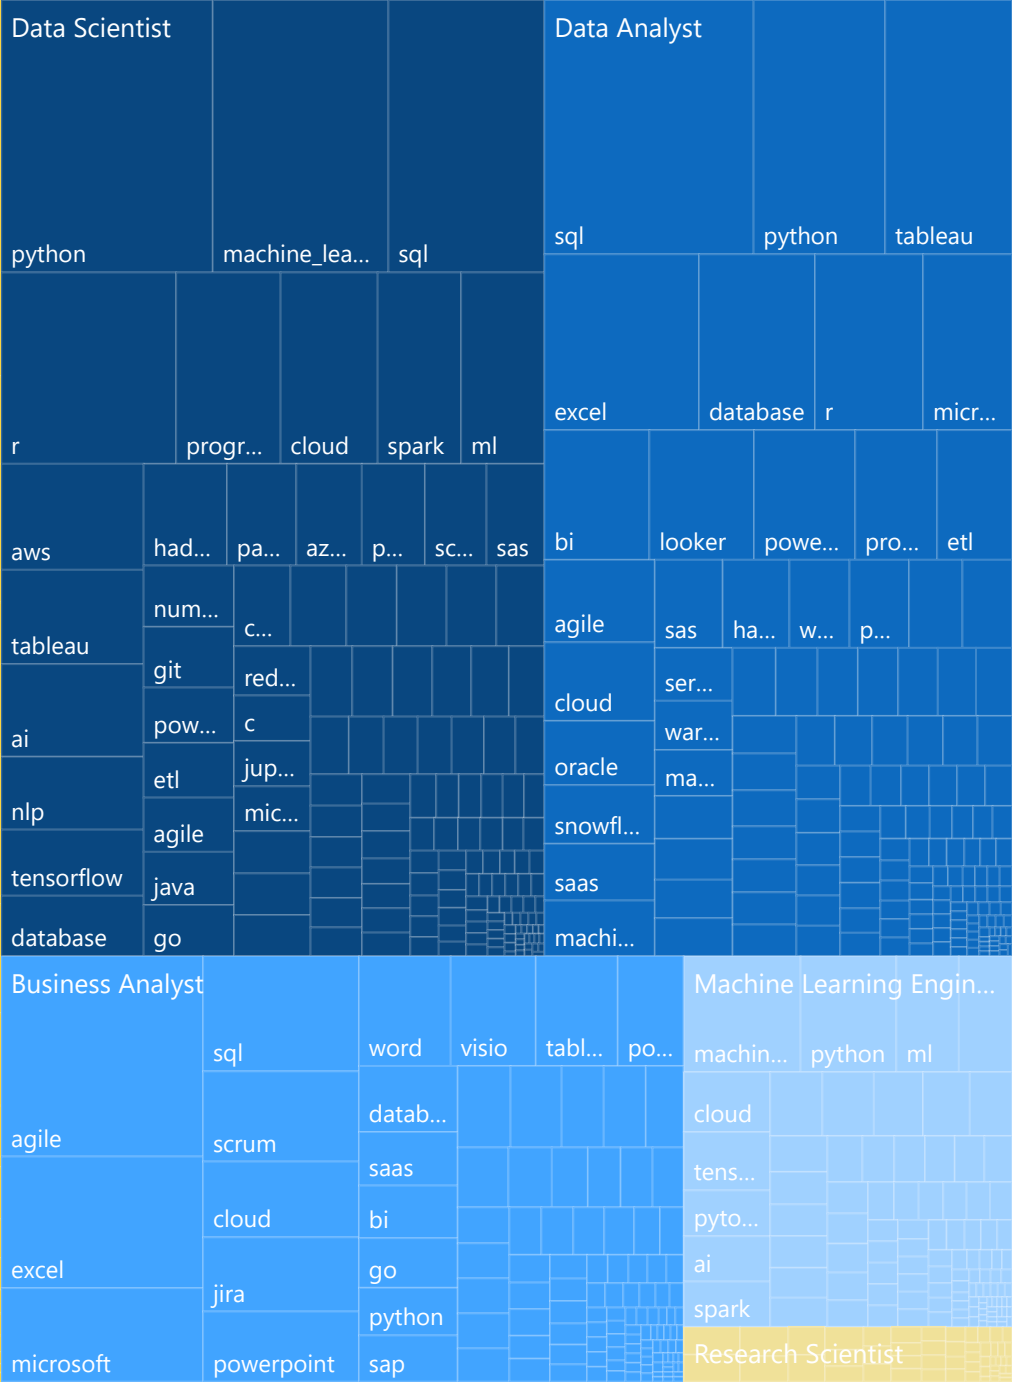 Data Scientist
python
machine_lea...
sql
r
progr...
cloud
spark
ml
aws
had...
pa...
az...
p...
sc...
sas
tableau
num...
c...
ai
git
red...
nlp
pow...
c
tensorflow
etl
jup...
database
agile
mic...
java
go
Data Analyst
sql
python
tableau
excel
database
r
micr...
bi
looker
powe...
pro...
etl
agile
sas
ha...
w...
p...
cloud
ser...
oracle
war...
snowfl...
ma...
saas
machi...
Business Analyst
agile
excel
microsoft
sql
scrum
cloud
jira
powerpoint
word
visio
tabl...
po...
datab...
saas
bi
go
python
sap
Machine Learning Engin...
machin...
python
ml
cloud
tens...
pyto...
ai
spark
Research Scientist